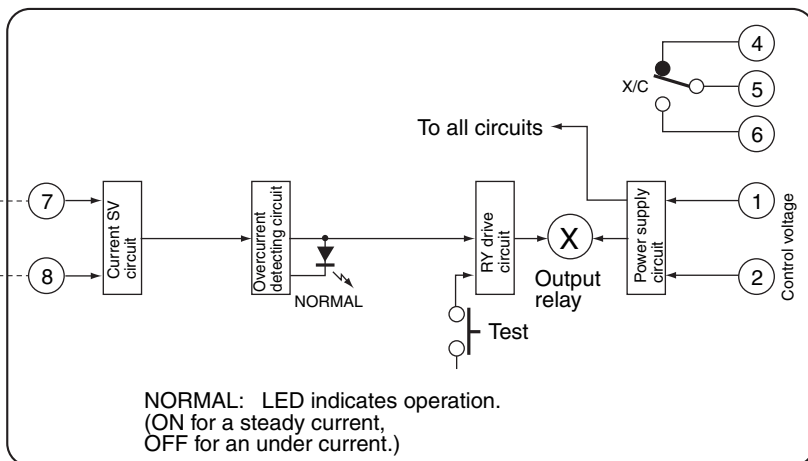 4
X/C
5
To all circuits
6
7
8
Current SV
circuit
Overcurrent
detecting circuit
NORMAL
RY drive
circuit
Test
X
Output
relay
Power supply
circuit
1
2
Control voltage
NORMAL: LED indicates operation.
(ON for a steady current,
OFF for an under current.)